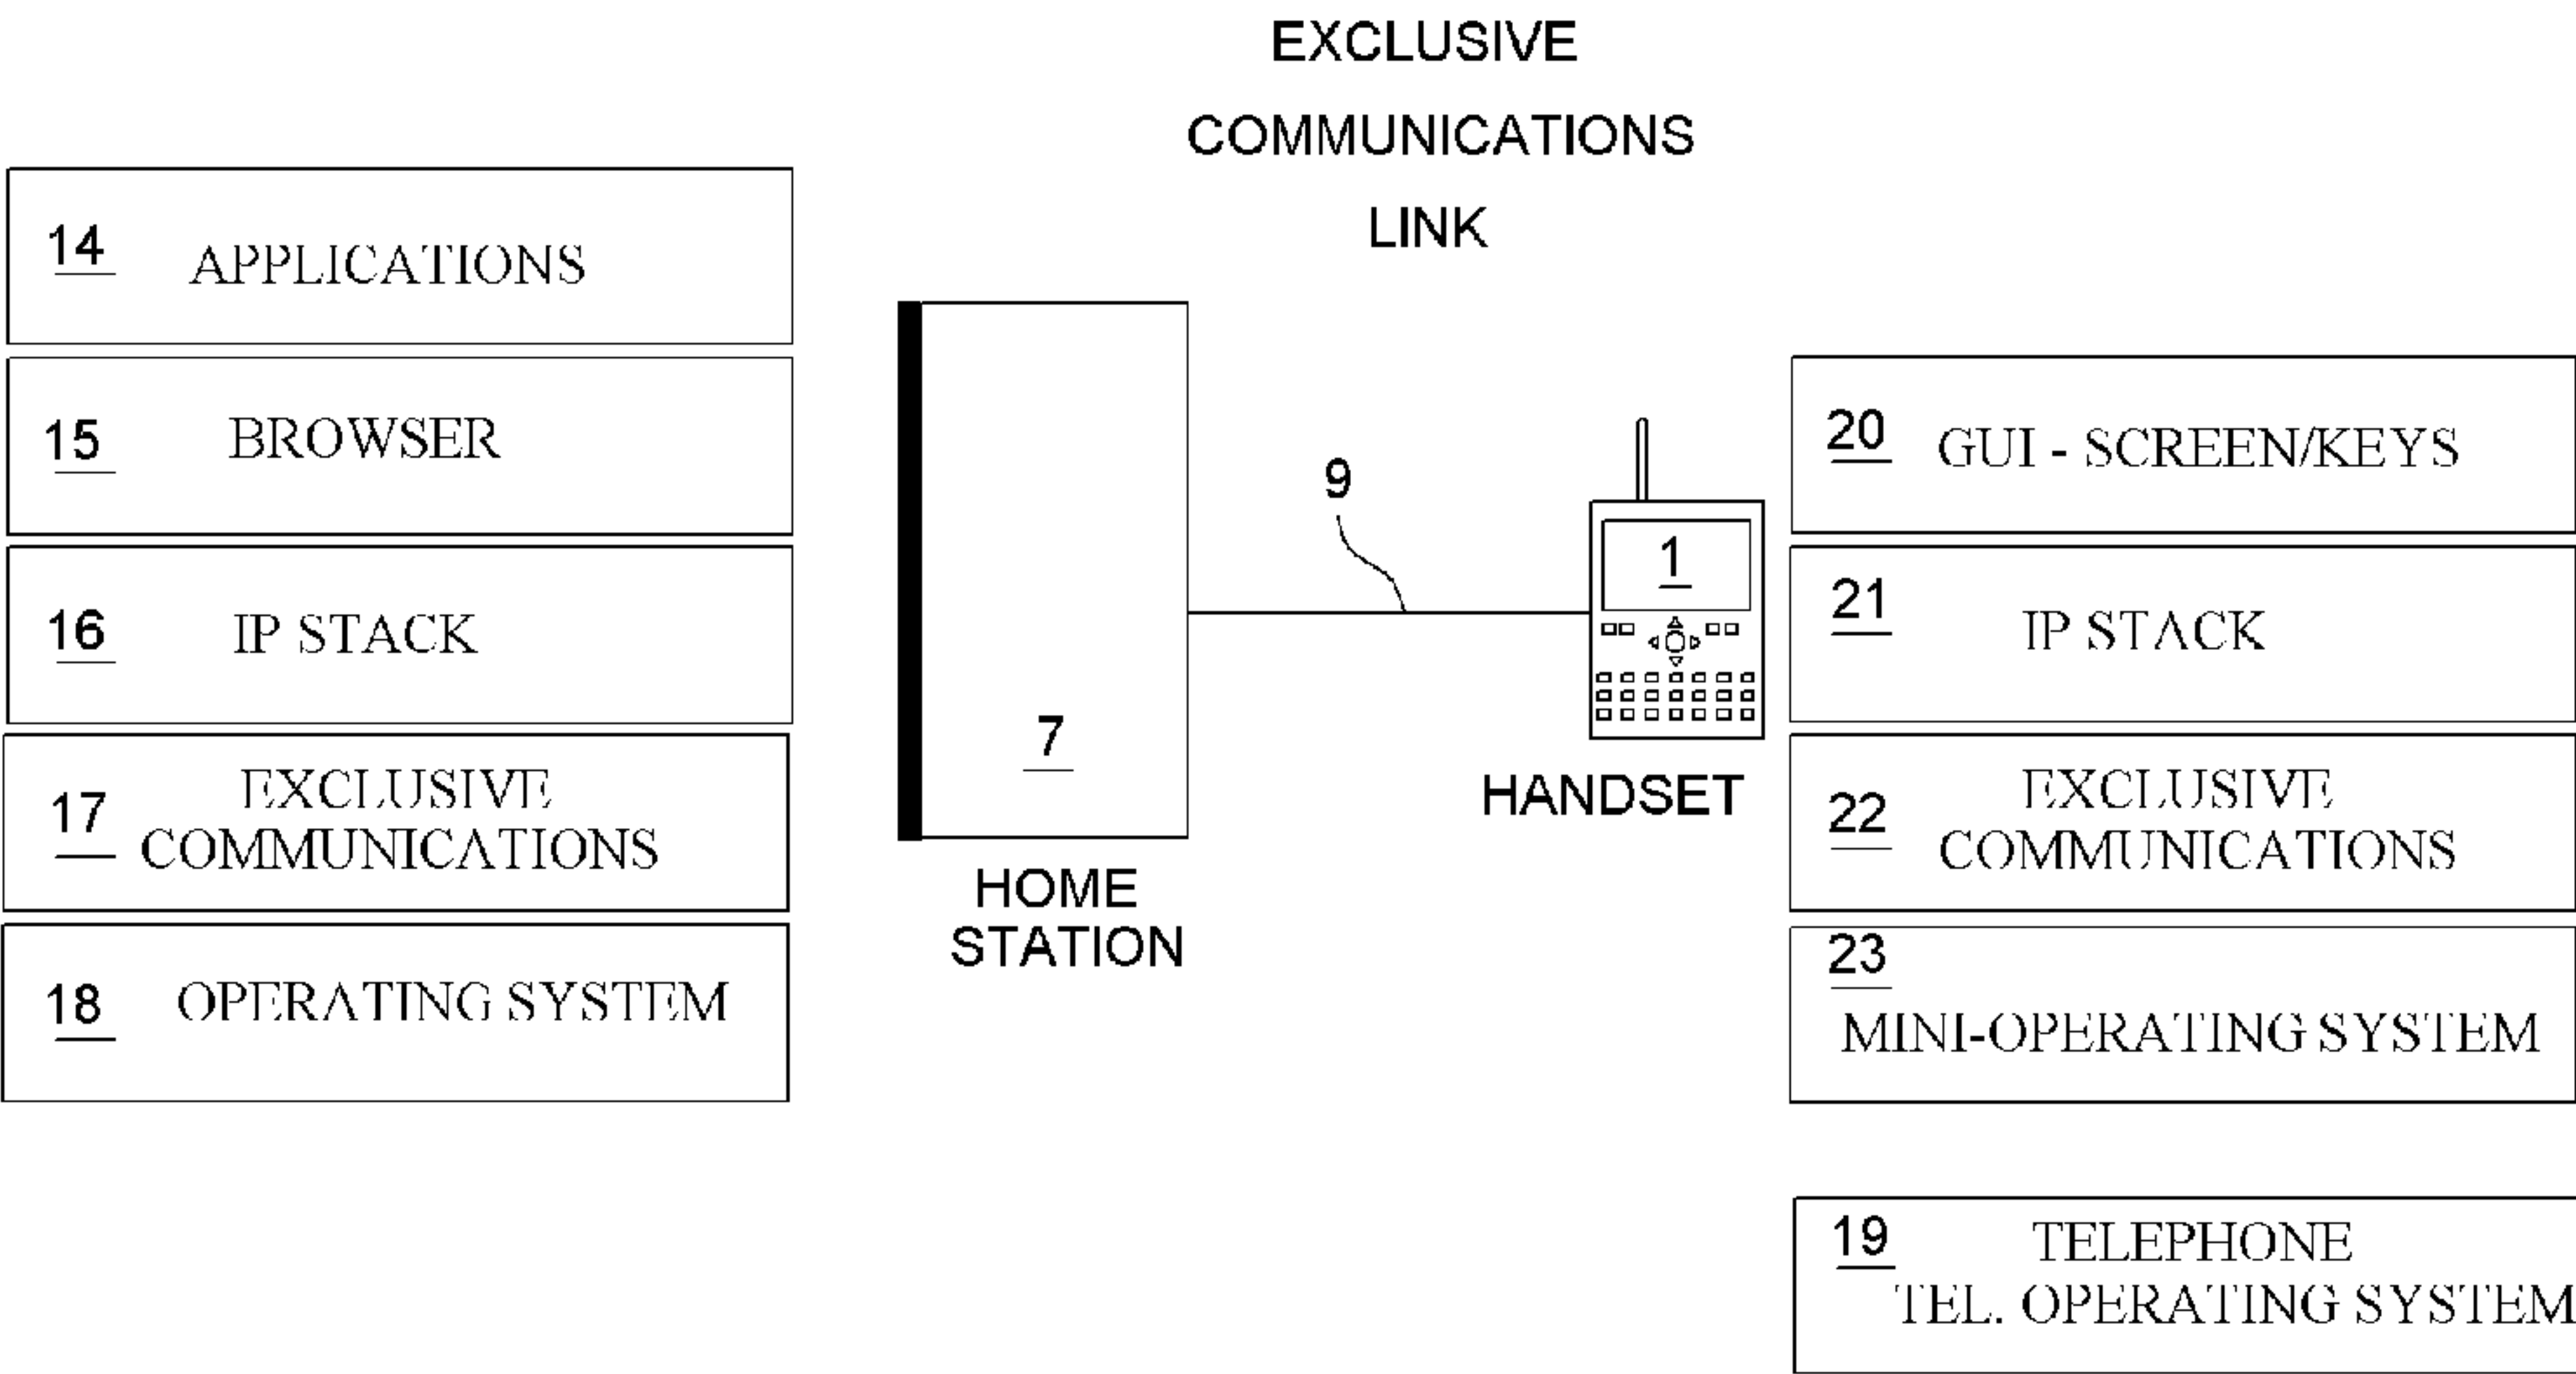 EXCLUSIVE
COMMUNICATIONS
LINK
14 APPLICATIONS
15 BROWSER
16 IP STACK
17 EXCLUSIVE
COMMUNICATIONS
18 OPERATING SYSTEM
7
HOME
STATION
9
1
HANDSET
20 GUI - SCREEN/KEYS
21 IP STACK
22 EXCLUSIVE
COMMUNICATIONS
23
MINI-OPERATING SYSTEM
19 TELEPHONE
TEL. OPERATING SYSTEM